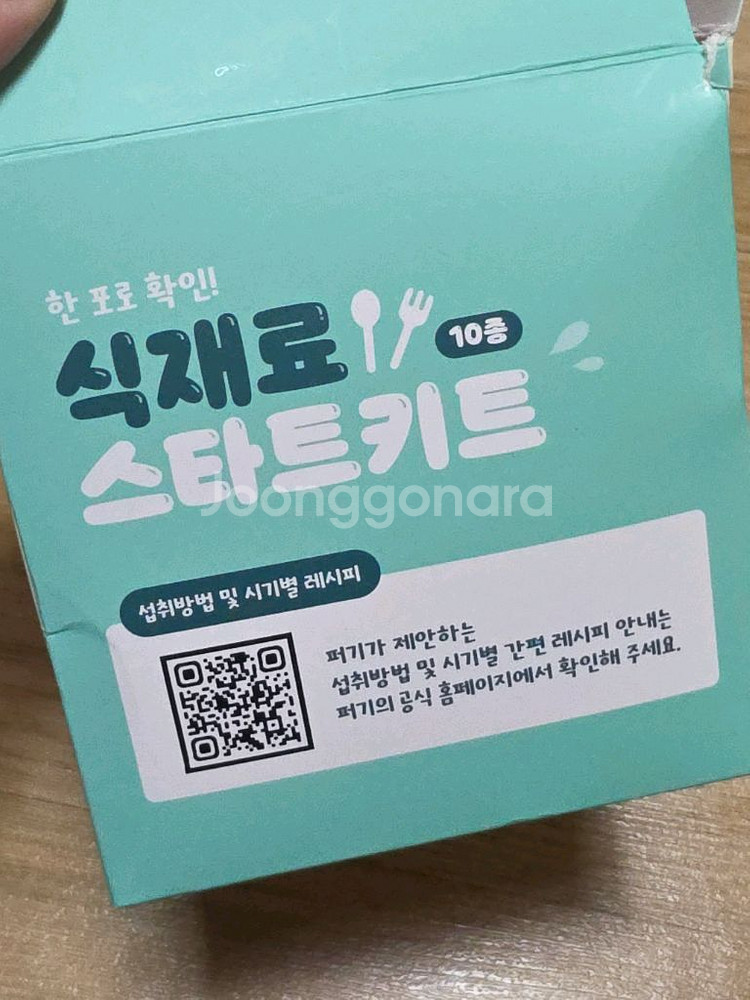 한 포로 확인!
식재료
10종
스타트키트
Joonggonara
섭취방법 및 시기별 레시피
퍼기가 제안하는
섭취방법 및 시기별 간편 레시피 안내는
퍼기의 공식 홈페이지에서 확인해 주세요.